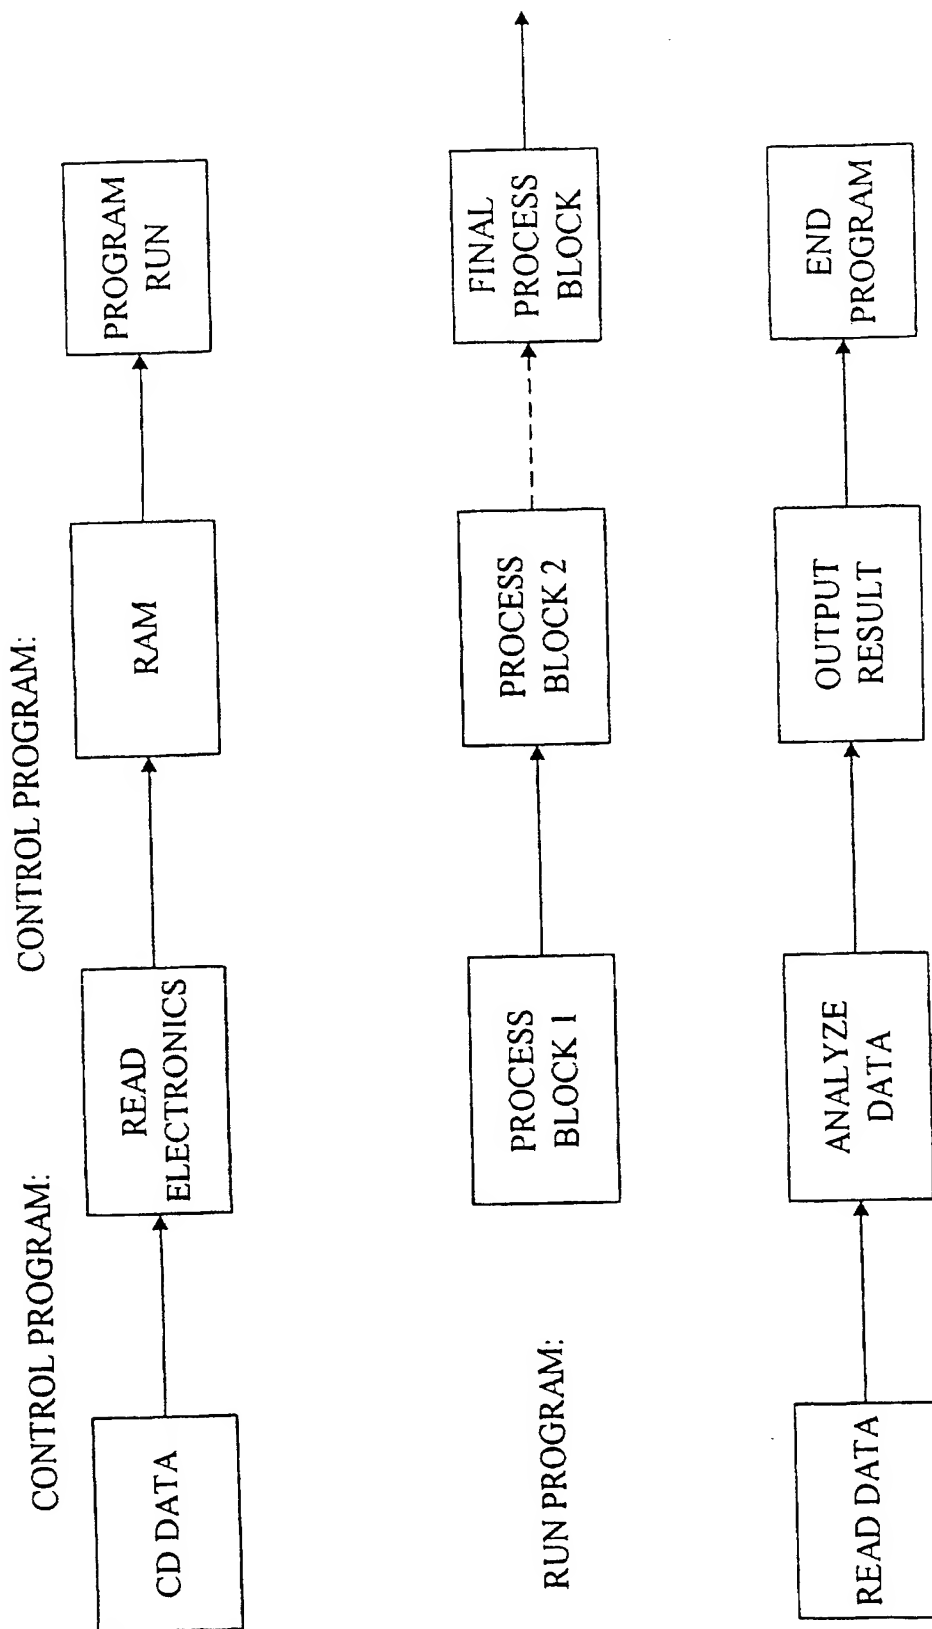 CONTROL PROGRAM:
CONTROL PROGRAM:
CD DATA
READ
ELECTRONICS
RAM
PROGRAM
RUN
RUN PROGRAM:
PROCESS
BLOCK 1
PROCESS
BLOCK 2
FINAL
PROCESS
BLOCK
READ DATA
ANALYZE
DATA
OUTPUT
RESULT
END
PROGRAM